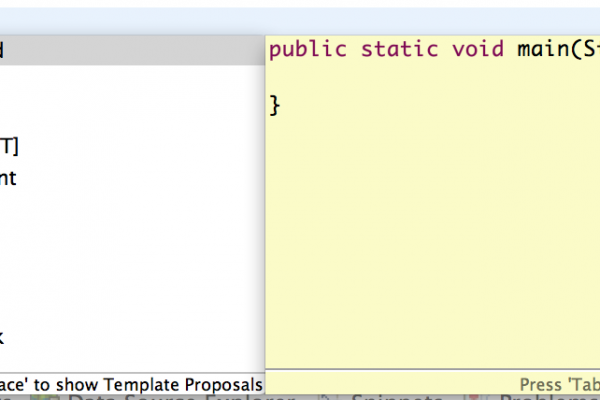 d
public static void main(St
}
T]
nt
k
ace' to show Template Proposals
Press 'Tab
Data Source Explorer
Snippets
Problems